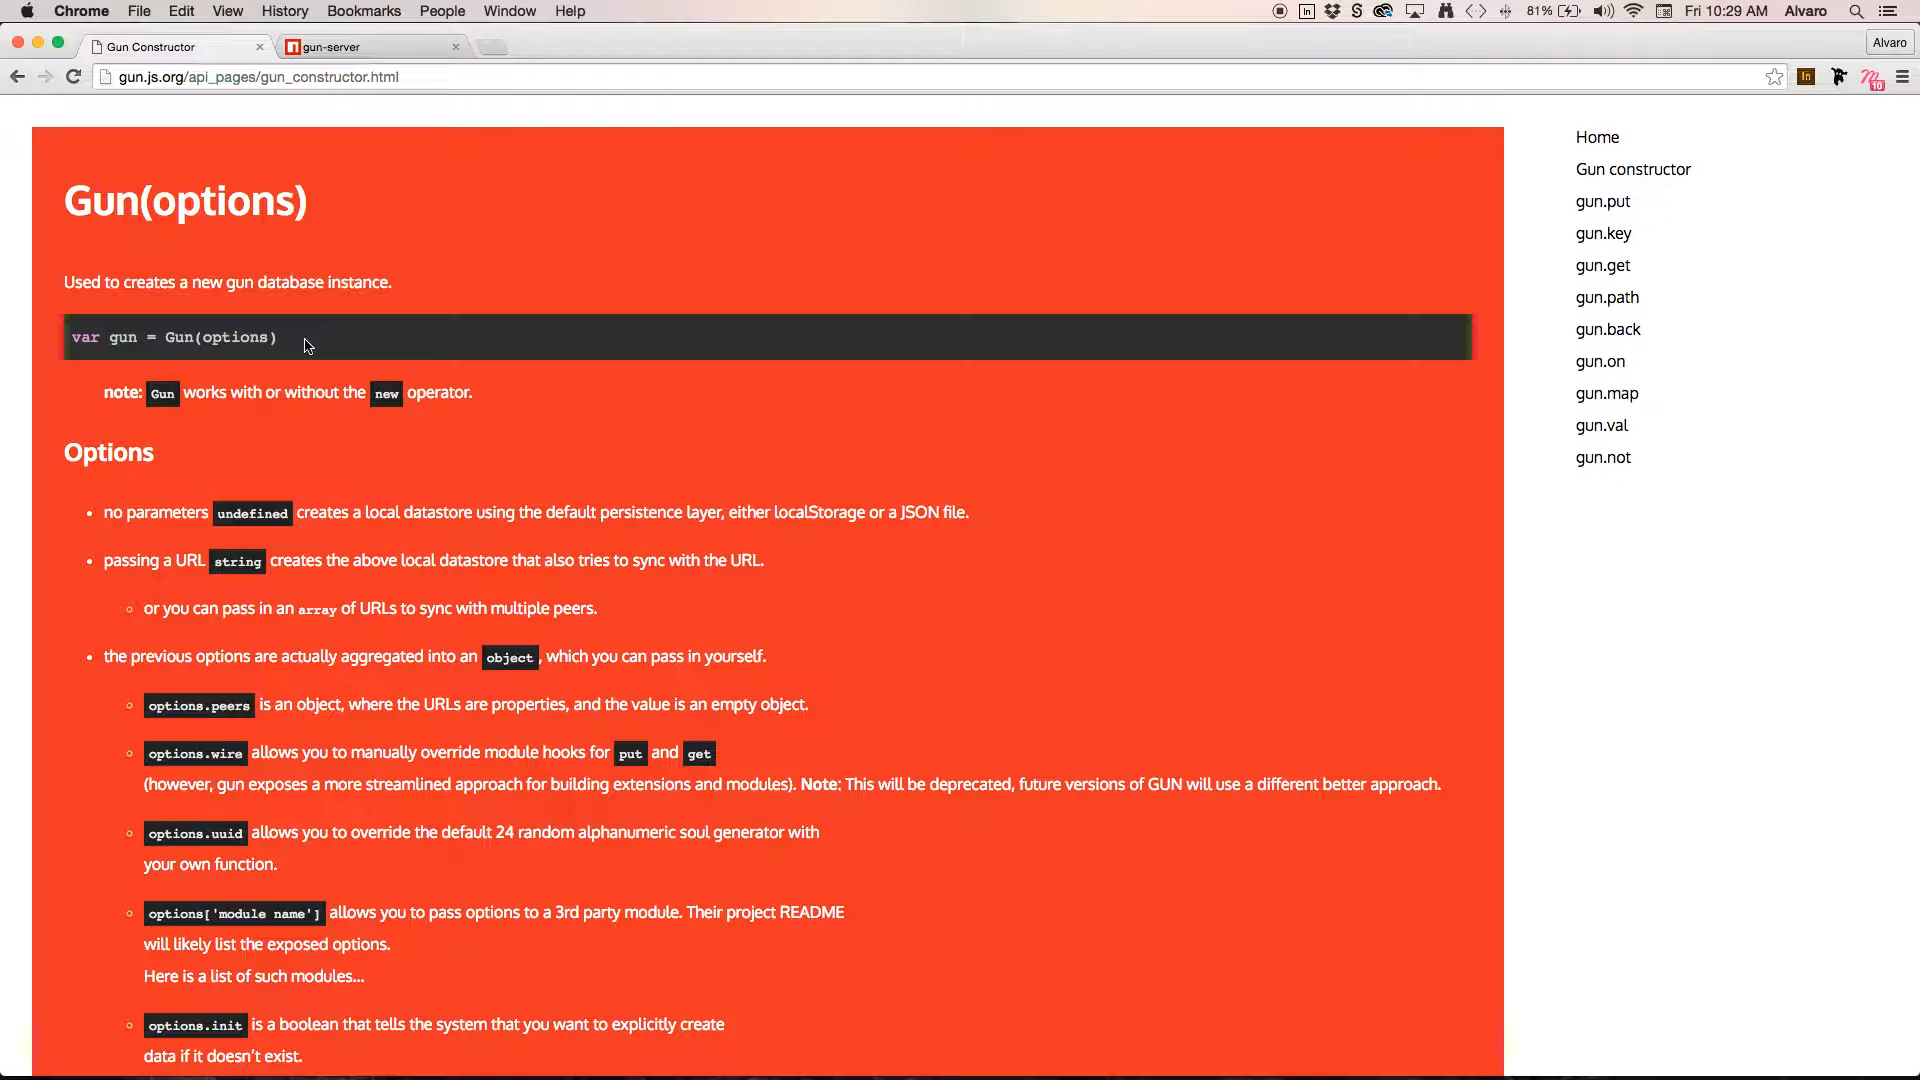 Chrome File Edit View History Bookmarks People Window Help 81% Fri 10:29 AM Alvaro
Gun Constructor gun-server Alvaro
gun.js.org/api_pages/gun_constructor.html
10
Gun(options)
Used to creates a new gun database instance.
var gun = Gun(options)
note: Gun works with or without the new operator.
Options
• no parameters undefined creates a local datastore using the default persistence layer, either localStorage or a JSON file.
• passing a URL string creates the above local datastore that also tries to sync with the URL.
◦ or you can pass in an array of URLs to sync with multiple peers.
• the previous options are actually aggregated into an object, which you can pass in yourself.
◦ options.peers is an object, where the URLs are properties, and the value is an empty object.
◦ options.wire allows you to manually override module hooks for put and get
(however, gun exposes a more streamlined approach for building extensions and modules). Note: This will be deprecated, future versions of GUN will use a different better approach.
◦ options.uuid allows you to override the default 24 random alphanumeric soul generator with
your own function.
◦ options['module name'] allows you to pass options to a 3rd party module. Their project README
will likely list the exposed options.
Here is a list of such modules...
◦ options.init is a boolean that tells the system that you want to explicitly create
data if it doesn't exist.
Home
Gun constructor
gun.put
gun.key
gun.get
gun.path
gun.back
gun.on
gun.map
gun.val
gun.not